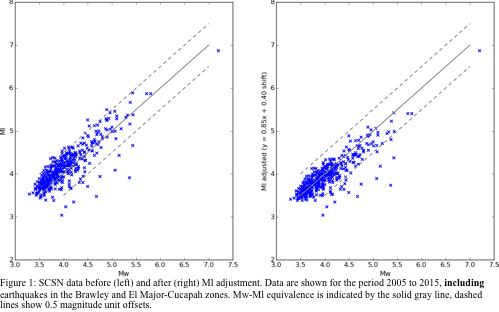 8
7
6
5
4
3
2
Ml
3.0 3.5 4.0 4.5 5.0 5.5 6.0 6.5 7.0 7.5
Mw
8
7
6
5
4
3
2
Ml adjusted (y = 0.85x + 0.40 shift)
3.0 3.5 4.0 4.5 5.0 5.5 6.0 6.5 7.0 7.5
Mw
Figure 1: SCSN data before (left) and after (right) Ml adjustment. Data are shown for the period 2005 to 2015, including
earthquakes in the Brawley and El Major-Cucapah zones. Mw-Ml equivalence is indicated by the solid gray line, dashed
lines show 0.5 magnitude unit offsets.